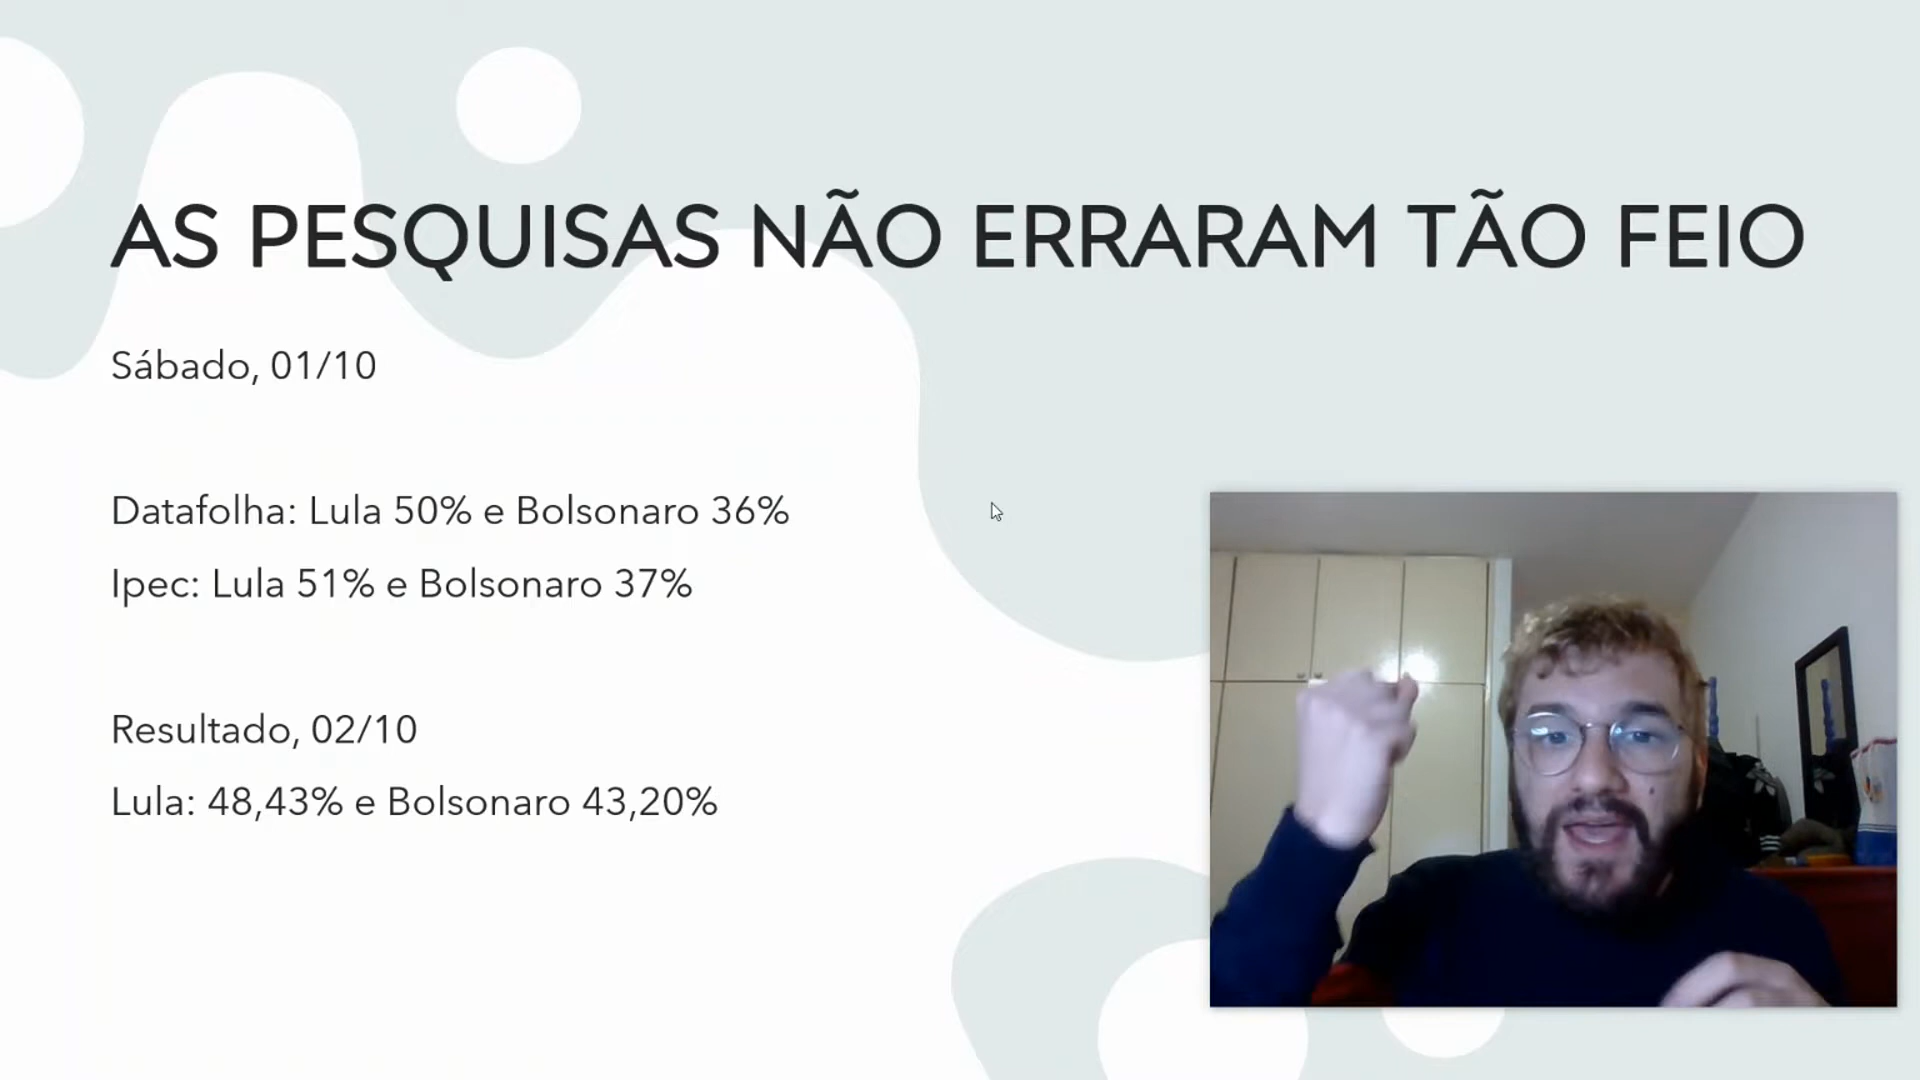 AS PESQUISAS NÃO ERRARAM TÃO FEIO
Sábado, 01/10
Datafolha: Lula 50% e Bolsonaro 36%
Ipec: Lula 51% e Bolsonaro 37%
Resultado, 02/10
Lula: 48,43% e Bolsonaro 43,20%